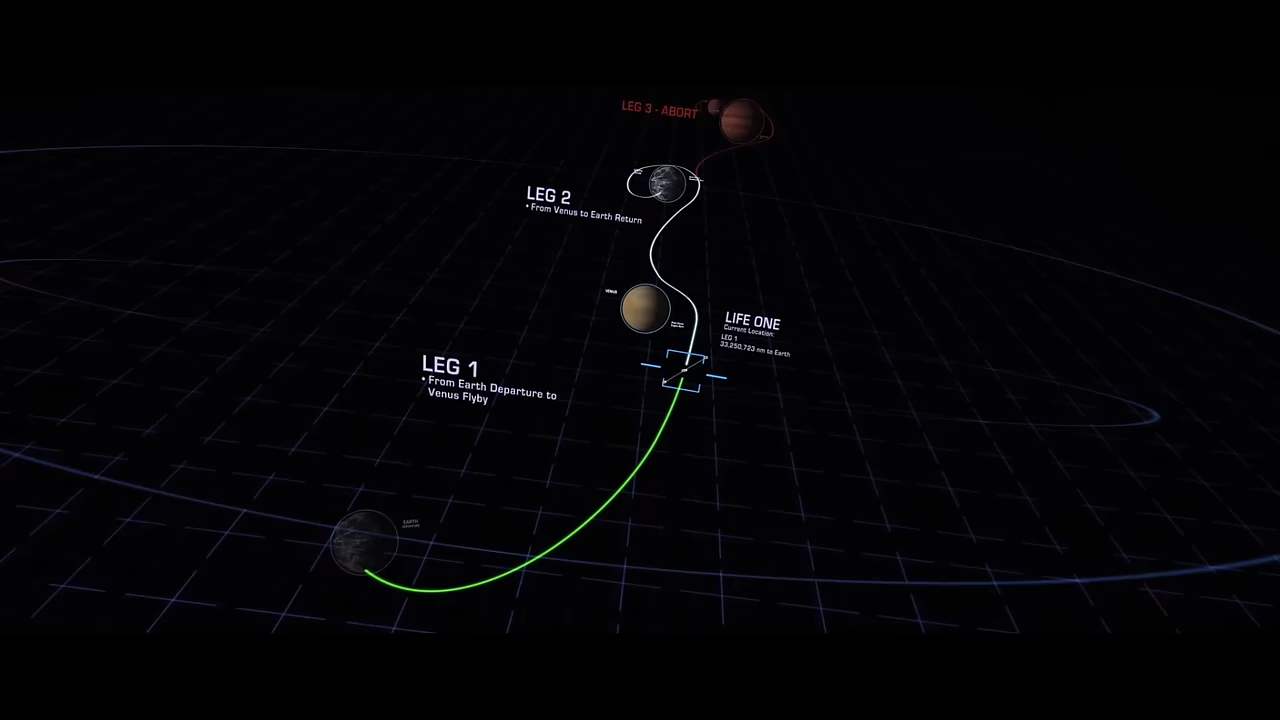 LEG 3 - ABORT
LEG 2
• From Venus to Earth Return
VENUS
LIFE ONE
Current Location:
LEG 1
33,250,723 nm to Earth
LEG 1
• From Earth Departure to
Venus Flyby
EARTH